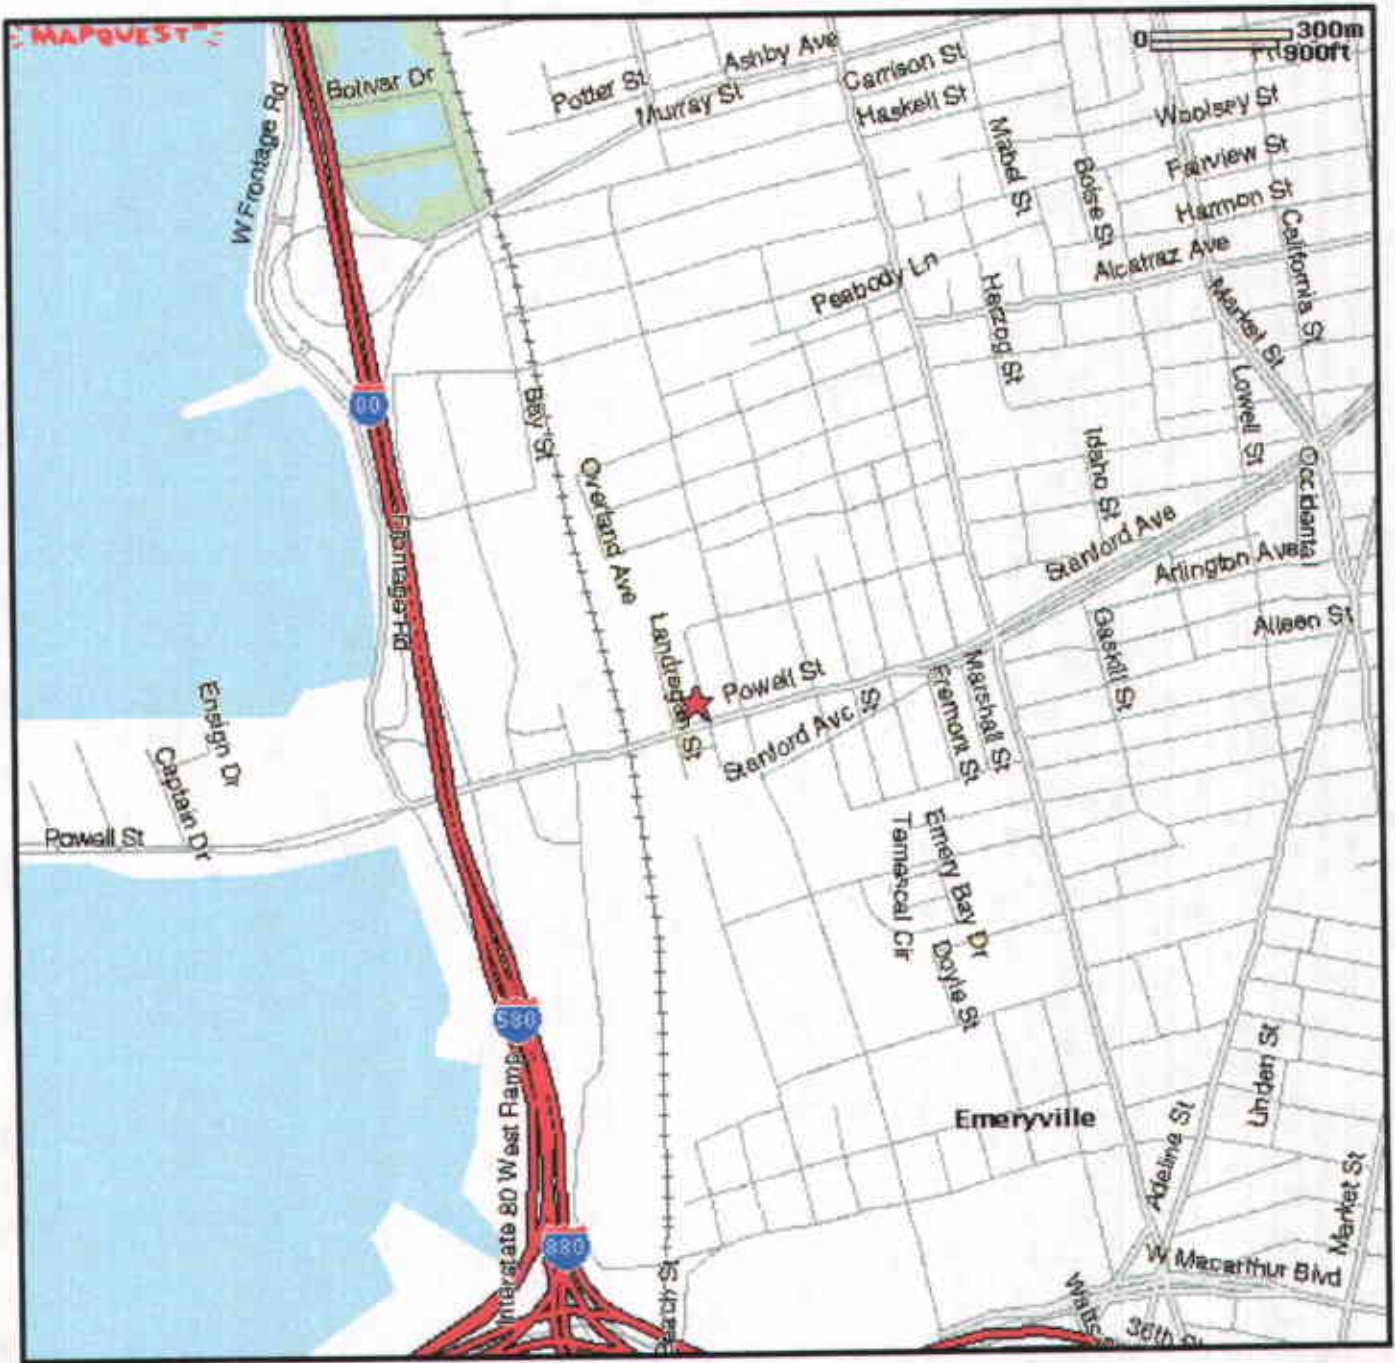 MAPQUEST
0 300m
900ft
Ashby Ave
Bolivar Dr
Potter St
Carrison St
Murray St
Haskell St
Woolsey St
W Frontage Rd
Mabel St
Boise St
Fairview St
Harmon St
California St
Alcatraz Ave
Peabody Ln
Herzog St
Market St
Bay St
Lowell St
Idaho St
Overland Ave
Occidental
Stanford Ave
Arlington Ave
Frontage Rd
Landregan St
Gaskill St
Aileen St
Powell St
Marshall St
Fremont St
Ensign Dr
Stanford Ave
Captain Dr
Powell St
Emery Bay Dr
Temescal Cir
Doyle St
580
Interstate 80 West Ramp
Emeryville
Linden St
Adeline St
Market St
880
W Macarthur Blvd
Beach St
36th St